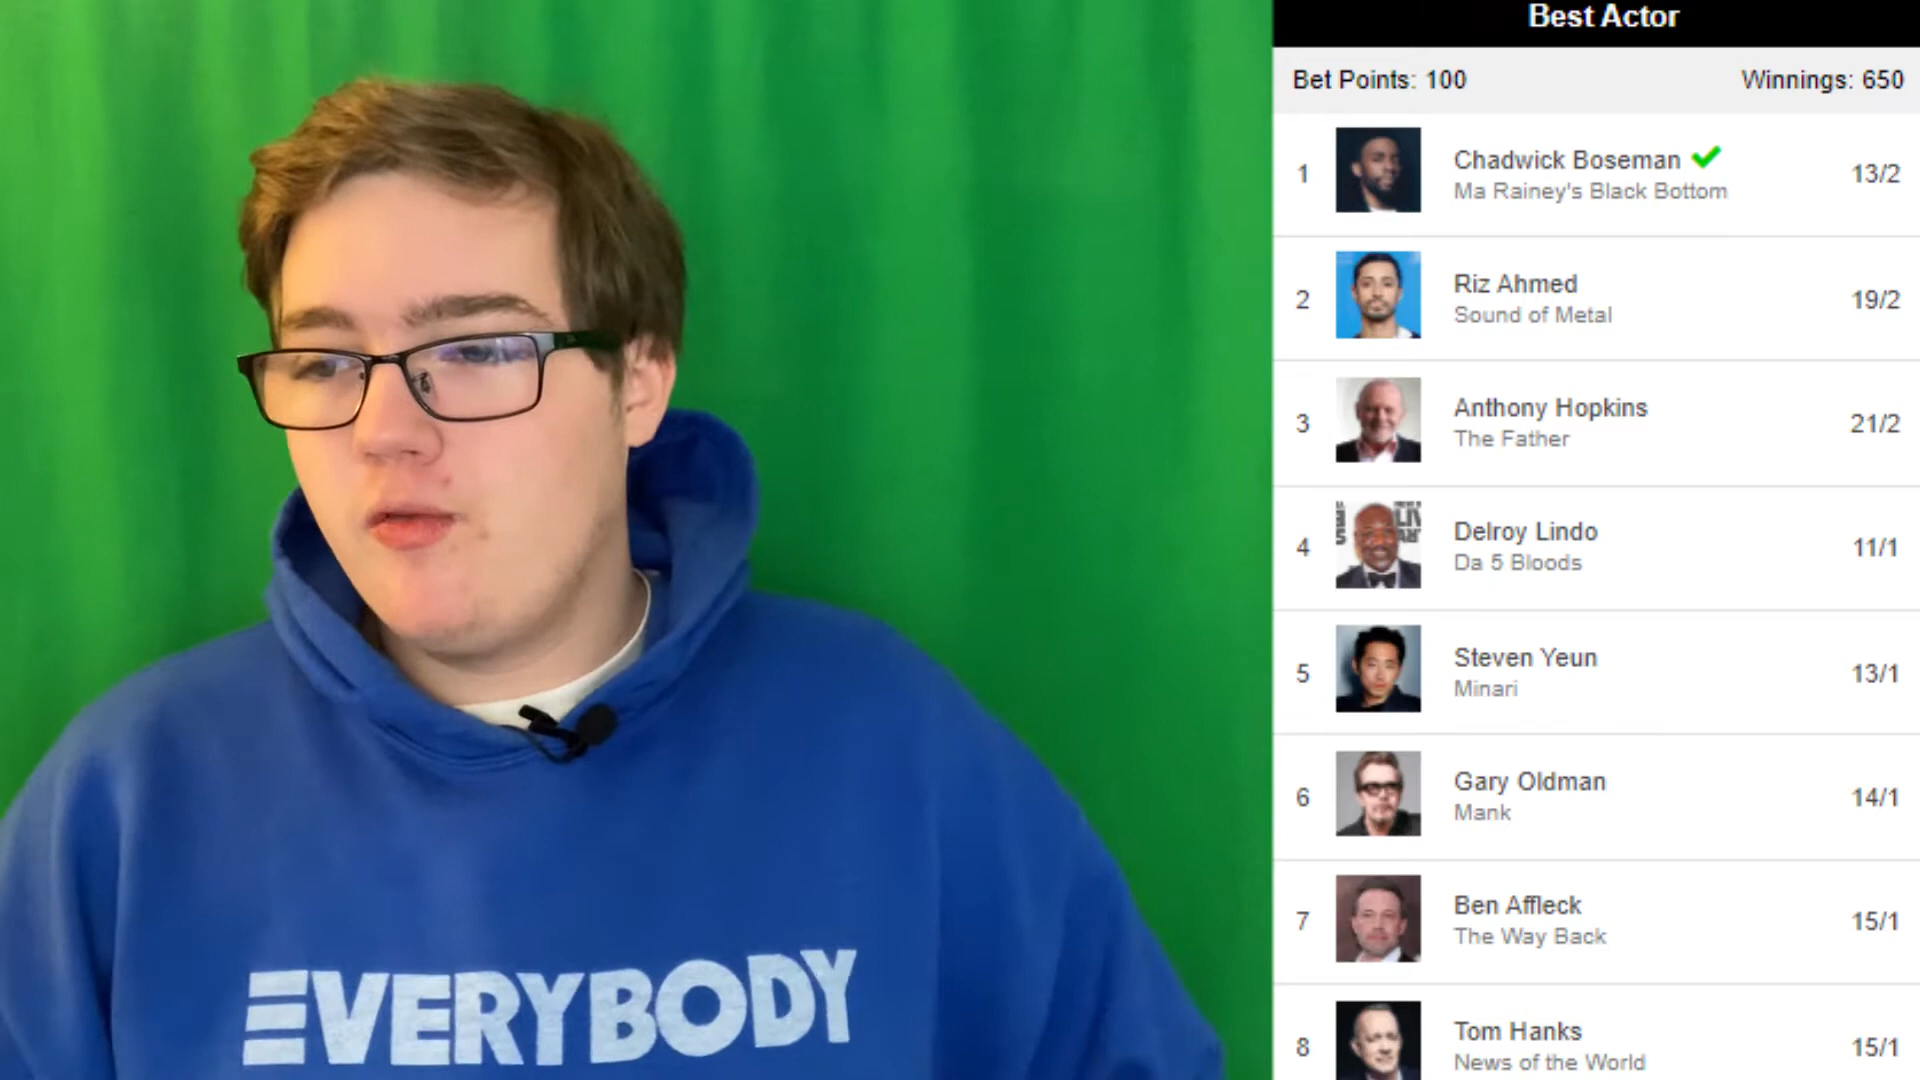 Best Actor
Bet Points: 100 Winnings: 650
1 Chadwick Boseman 13/2
Ma Rainey's Black Bottom
2 Riz Ahmed 19/2
Sound of Metal
3 Anthony Hopkins 21/2
The Father
4 Delroy Lindo 11/1
Da 5 Bloods
5 Steven Yeun 13/1
Minari
6 Gary Oldman 14/1
Mank
7 Ben Affleck 15/1
The Way Back
8 Tom Hanks 15/1
News of the World
EVERYBODY